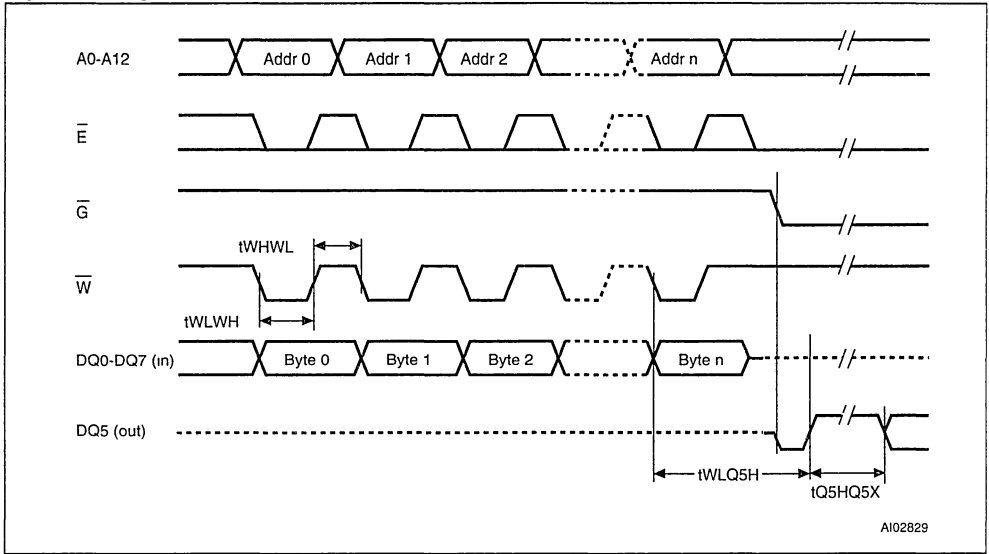 A0-A12
Addr 0 Addr 1 Addr 2 Addr n
E̅
G̅
tWHWL
W̅
tWLWH
DQ0-DQ7 (in)
Byte 0 Byte 1 Byte 2 Byte n
DQ5 (out)
tWLQ5H
tQ5HQ5X
AI02829